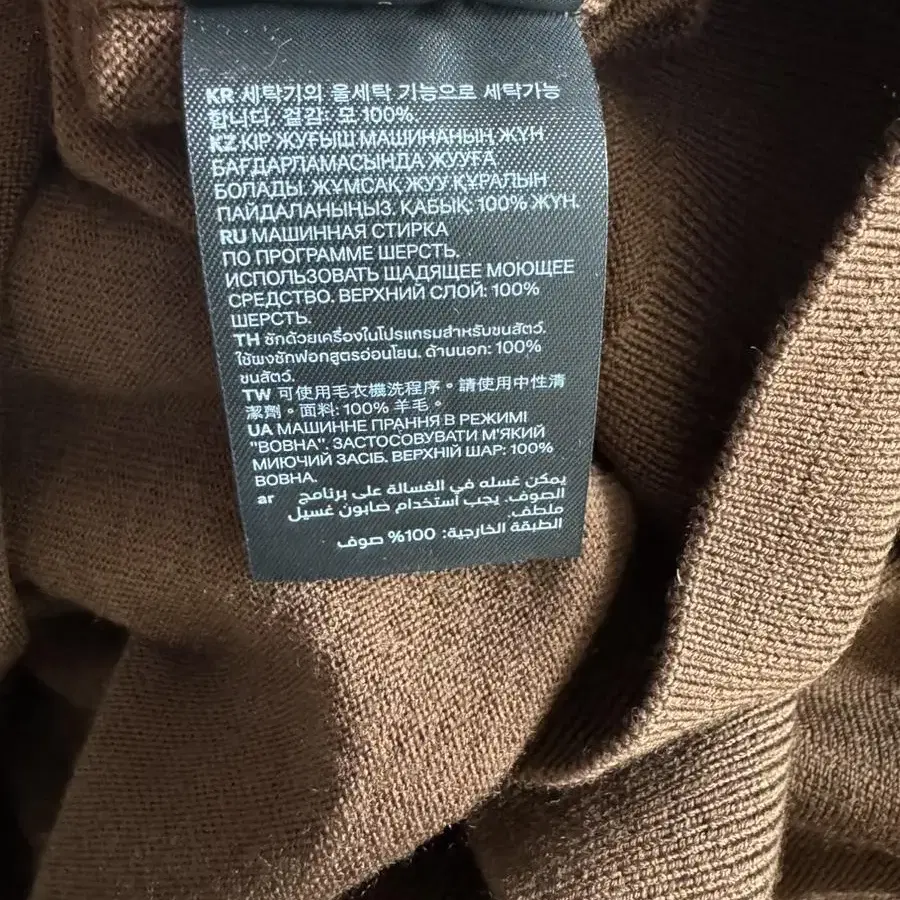 KR 세탁기의 울세탁 기능으로 세탁가능
합니다. 겉감: 모 100%.
KZ КІР ЖУҒЫШ МАШИНАНЫҢ ЖҮН
БАҒДАРЛАМАСЫНДА ЖУУҒА
БОЛАДЫ. ЖҰМСАҚ ЖУУ ҚҰРАЛЫН
ПАЙДАЛАНЫҢЫЗ. ҚАБЫҚ: 100% ЖҮН.
RU МАШИННАЯ СТИРКА
ПО ПРОГРАММЕ ШЕРСТЬ.
ИСПОЛЬЗОВАТЬ ЩАДЯЩЕЕ МОЮЩЕЕ
СРЕДСТВО. ВЕРХНИЙ СЛОЙ: 100%
ШЕРСТЬ.
TH ซักด้วยเครื่องในโปรแกรมสำหรับขนสัตว์.
ใช้ผงซักฟอกสูตรอ่อนโยน. ด้านนอก: 100%
ขนสัตว์.
TW 可使用毛衣機洗程序。請使用中性清
潔劑。面料: 100% 羊毛。
UA МАШИННЕ ПРАННЯ В РЕЖИМІ
"ВОВНА". ЗАСТОСОВУВАТИ М'ЯКИЙ
МИЮЧИЙ ЗАСІБ. ВЕРХНІЙ ШАР: 100%
ВОВНА.
ar يمكن غسله في الغسالة على برنامج
الصوف. يجب استخدام صابون غسيل
ملطف.
الطبقة الخارجية: 100% صوف